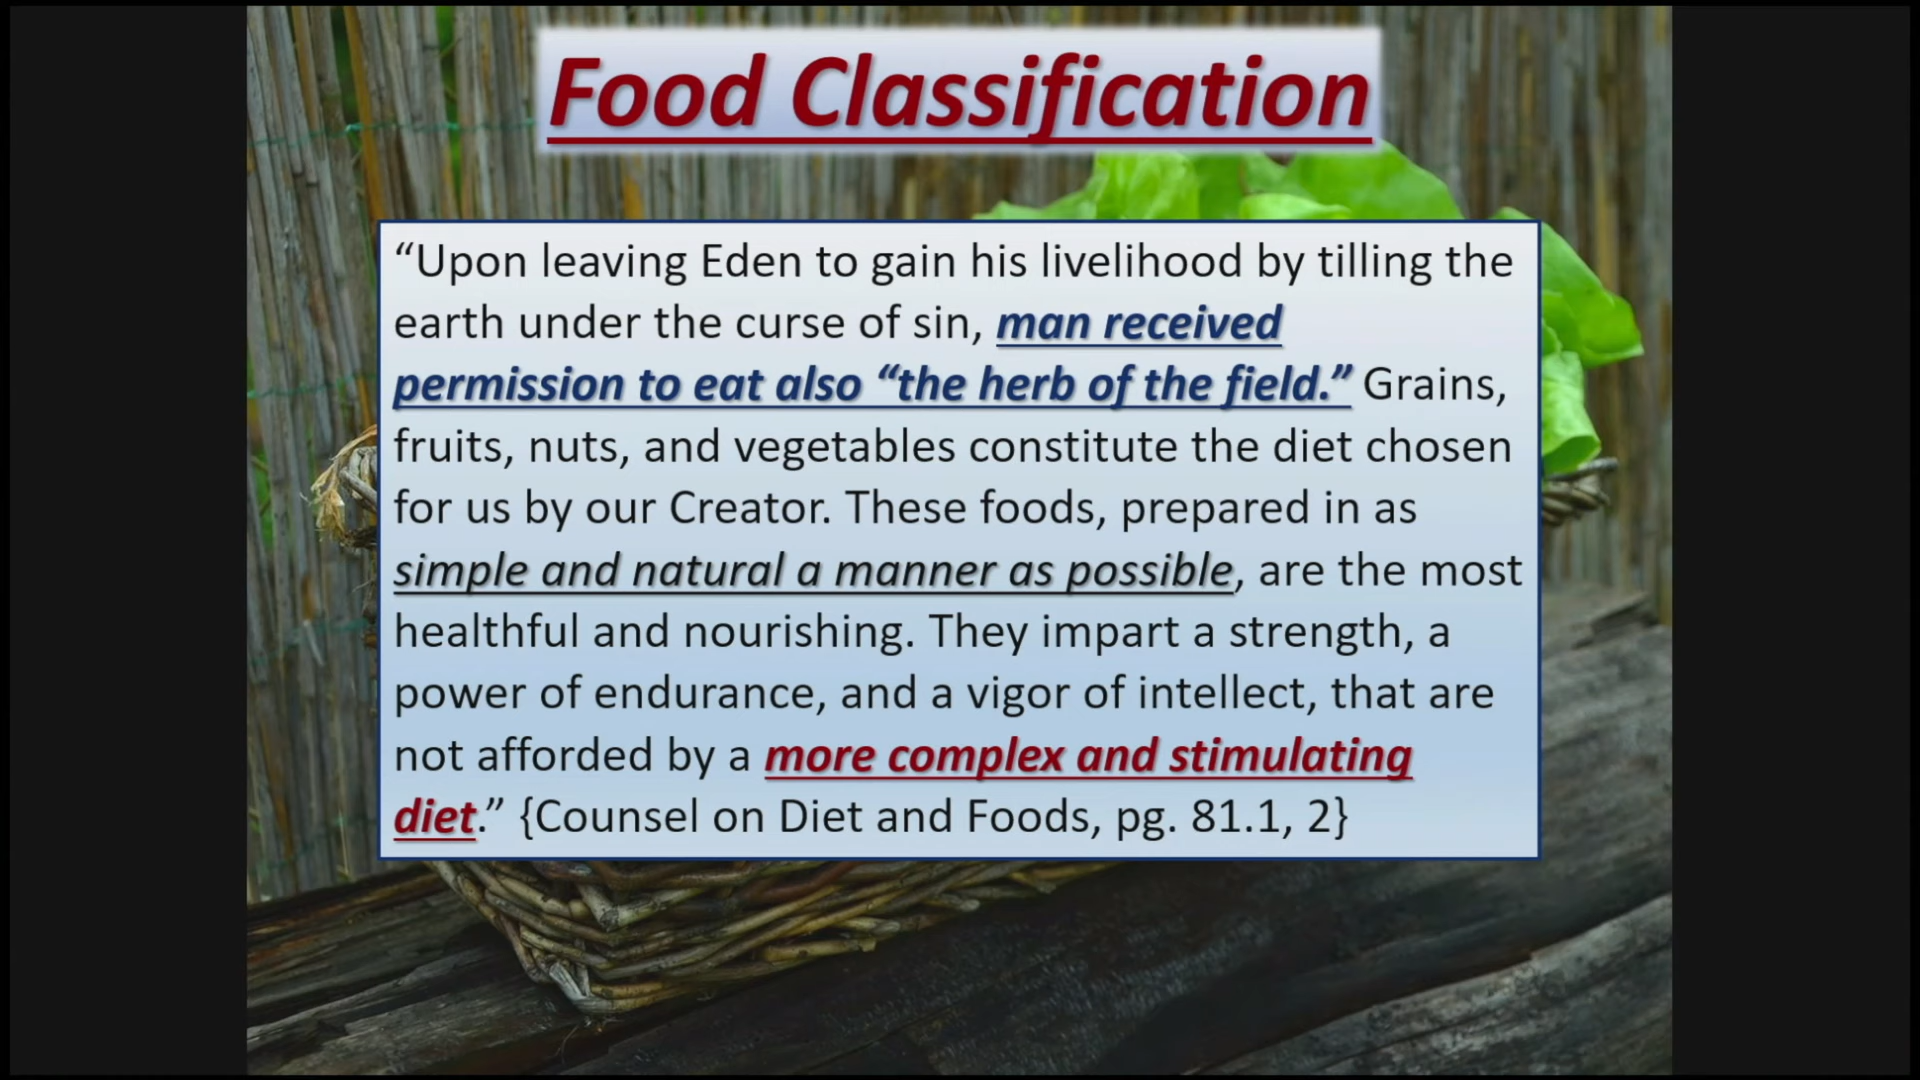 Food Classification
“Upon leaving Eden to gain his livelihood by tilling the
earth under the curse of sin, man received
permission to eat also “the herb of the field.” Grains,
fruits, nuts, and vegetables constitute the diet chosen
for us by our Creator. These foods, prepared in as
simple and natural a manner as possible, are the most
healthful and nourishing. They impart a strength, a
power of endurance, and a vigor of intellect, that are
not afforded by a more complex and stimulating
diet.” {Counsel on Diet and Foods, pg. 81.1, 2}